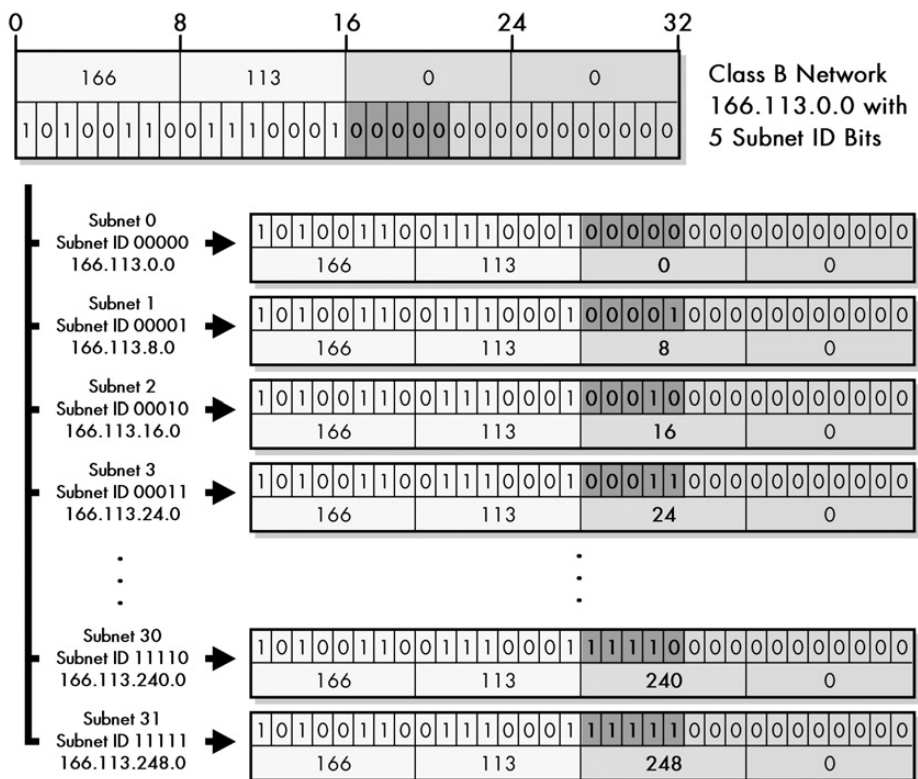 0 8 16 24 32
166 113 0 0
1 0 1 0 0 1 1 0 0 1 1 1 0 0 0 1 0 0 0 0 0 0 0 0 0 0 0 0 0 0 0 0
Class B Network
166.113.0.0 with
5 Subnet ID Bits
Subnet 0
Subnet ID 00000
166.113.0.0
1 0 1 0 0 1 1 0 0 1 1 1 0 0 0 1 0 0 0 0 0 0 0 0 0 0 0 0 0 0 0 0
166 113 0 0
Subnet 1
Subnet ID 00001
166.113.8.0
1 0 1 0 0 1 1 0 0 1 1 1 0 0 0 1 0 0 0 0 1 0 0 0 0 0 0 0 0 0 0 0
166 113 8 0
Subnet 2
Subnet ID 00010
166.113.16.0
1 0 1 0 0 1 1 0 0 1 1 1 0 0 0 1 0 0 0 1 0 0 0 0 0 0 0 0 0 0 0 0
166 113 16 0
Subnet 3
Subnet ID 00011
166.113.24.0
1 0 1 0 0 1 1 0 0 1 1 1 0 0 0 1 0 0 0 1 1 0 0 0 0 0 0 0 0 0 0 0
166 113 24 0
Subnet 30
Subnet ID 11110
166.113.240.0
1 0 1 0 0 1 1 0 0 1 1 1 0 0 0 1 1 1 1 1 0 0 0 0 0 0 0 0 0 0 0 0
166 113 240 0
Subnet 31
Subnet ID 11111
166.113.248.0
1 0 1 0 0 1 1 0 0 1 1 1 0 0 0 1 1 1 1 1 1 0 0 0 0 0 0 0 0 0 0 0
166 113 248 0